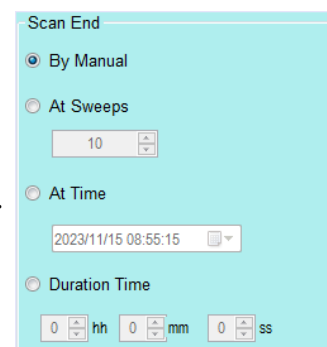 Scan End
By Manual
At Sweeps
10
At Time
2023/11/15 08:55:15
Duration Time
0 hh 0 mm 0 ss